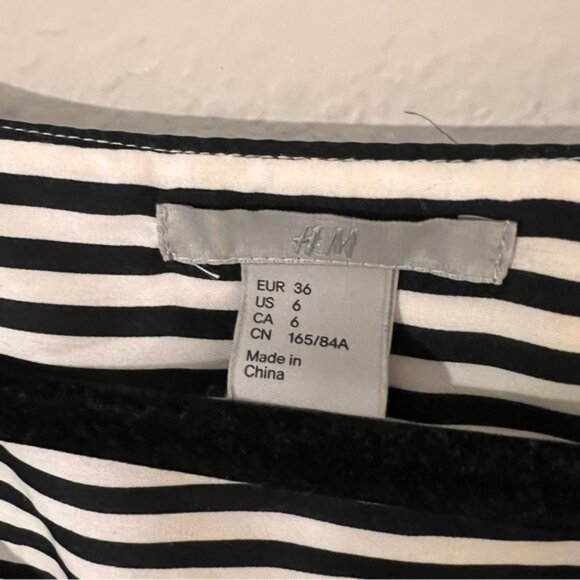 H&M
EUR 36
US 6
CA 6
CN 165/84A
Made in
China